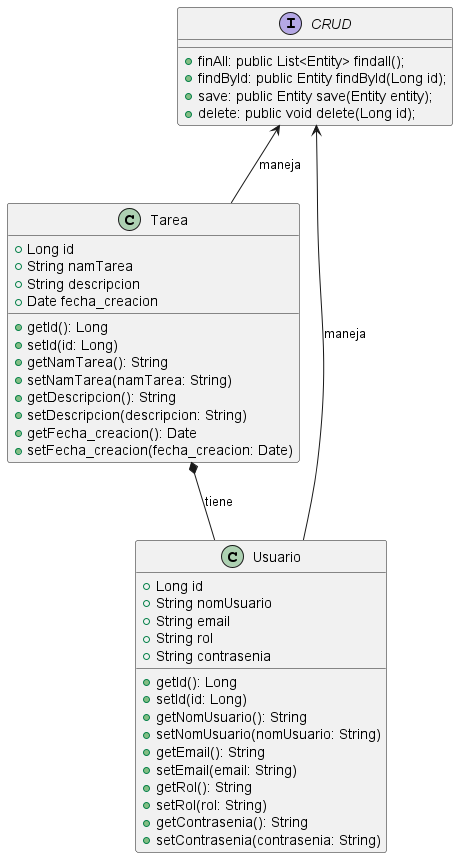 I CRUD
finAll: public List<Entity> findall();
findById: public Entity findById(Long id);
save: public Entity save(Entity entity);
delete: public void delete(Long id);
maneja
C Tarea
Long id
String namTarea
String descripcion
Date fecha_creacion
getId(): Long
setId(id: Long)
getNamTarea(): String
setNamTarea(namTarea: String)
getDescripcion(): String
setDescripcion(descripcion: String)
getFecha_creacion(): Date
setFecha_creacion(fecha_creacion: Date)
maneja
tiene
C Usuario
Long id
String nomUsuario
String email
String rol
String contrasenia
getId(): Long
setId(id: Long)
getNomUsuario(): String
setNomUsuario(nomUsuario: String)
getEmail(): String
setEmail(email: String)
getRol(): String
setRol(rol: String)
getContrasenia(): String
setContrasenia(contrasenia: String)